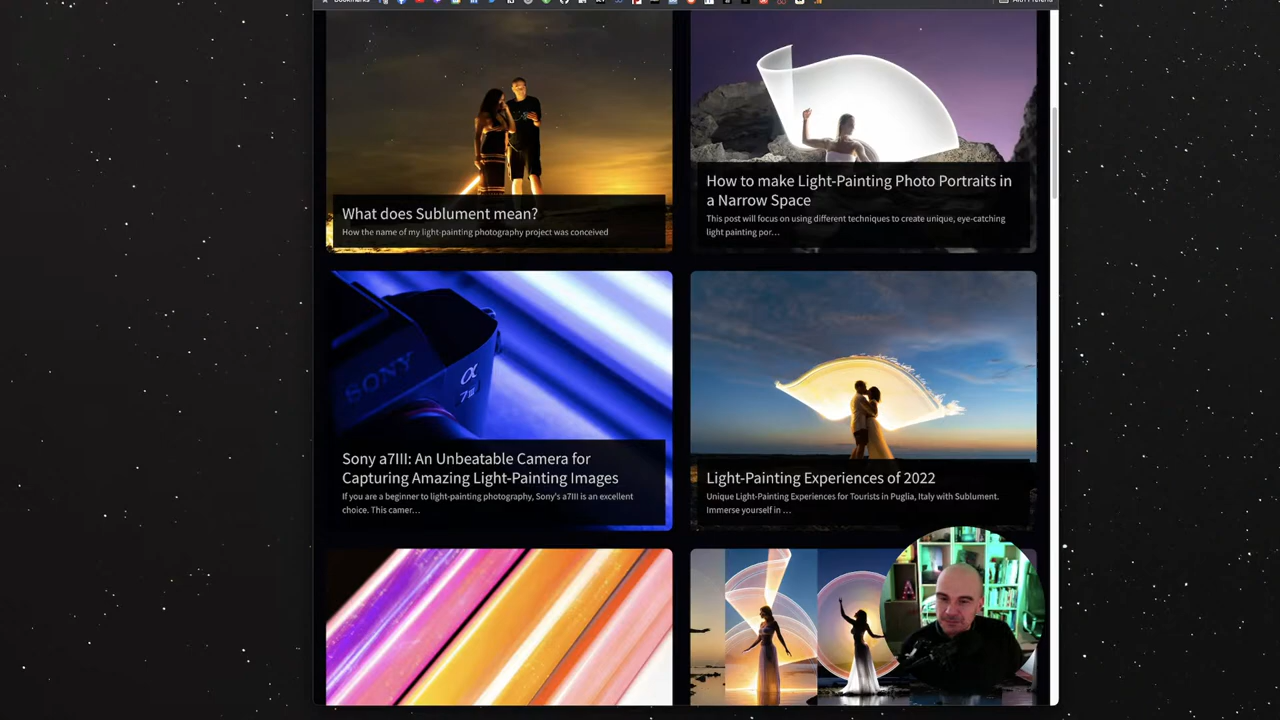 Bookmarks
What does Sublument mean?
How the name of my light-painting photography project was conceived
How to make Light-Painting Photo Portraits in
a Narrow Space
This post will focus on using different techniques to create unique, eye-catching
light painting por...
SONY
α
7III
Sony a7III: An Unbeatable Camera for
Capturing Amazing Light-Painting Images
If you are a beginner to light-painting photography, Sony's a7III is an excellent
choice. This camer...
Light-Painting Experiences of 2022
Unique Light-Painting Experiences for Tourists in Puglia, Italy with Sublument.
Immerse yourself in ...